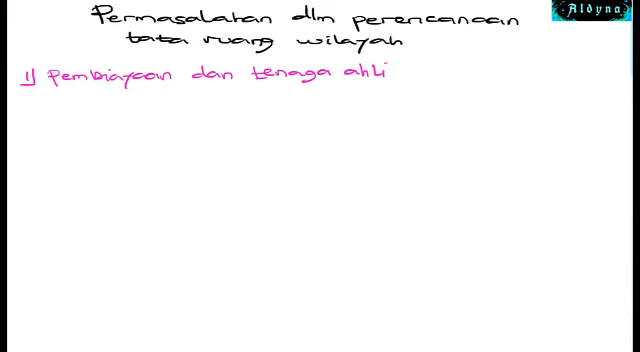 Aldyna
Permasalahan dlm perencanaan
tata ruang wilayah
1) Pembiayaan dan tenaga ahli